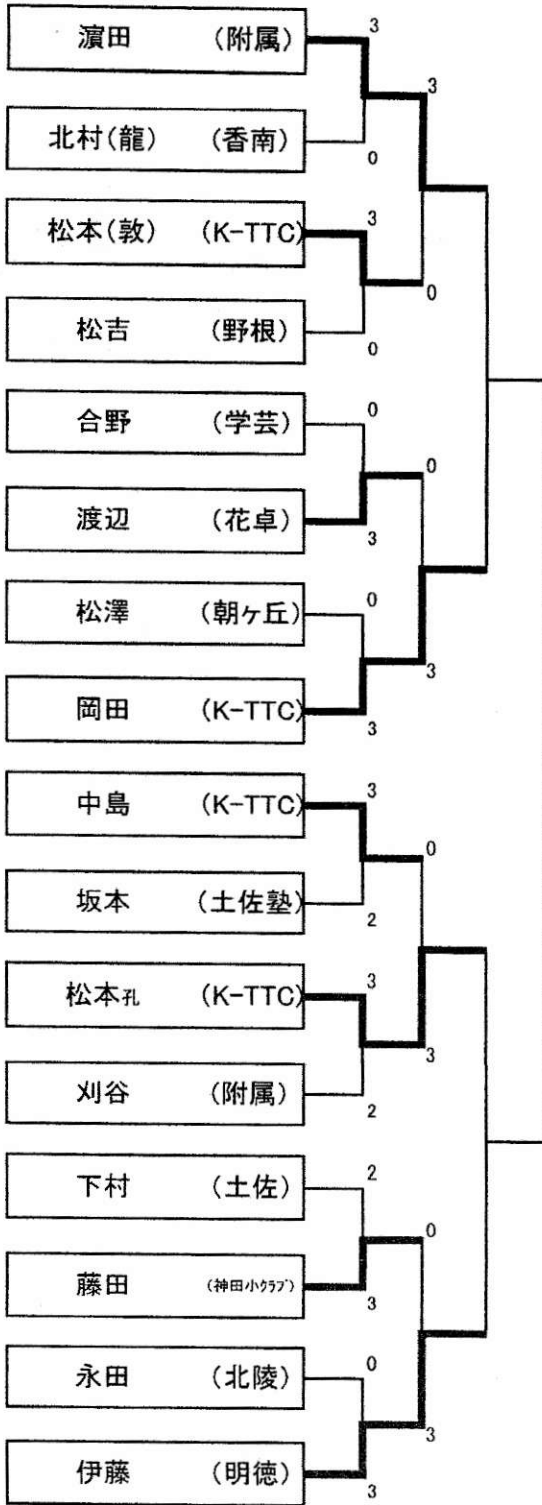 濵田 (附属)
3
3
北村(龍) (香南)
0
松本(敦) (K-TTC)
3
0
松吉 (野根)
0
合野 (学芸)
0
0
渡辺 (花卓)
3
松澤 (朝ヶ丘)
0
3
岡田 (K-TTC)
3
中島 (K-TTC)
3
0
坂本 (土佐塾)
2
松本孔 (K-TTC)
3
3
刈谷 (附属)
2
下村 (土佐)
2
0
藤田 (神田小クラブ)
3
永田 (北陵)
0
3
伊藤 (明徳)
3